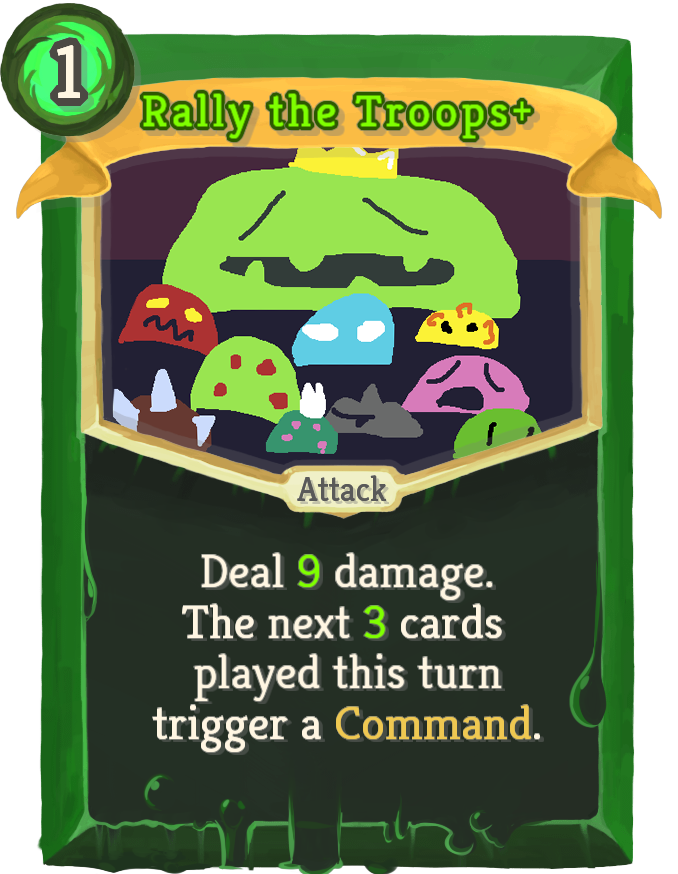 1
Rally the Troops+
Attack
Deal 9 damage.
The next 3 cards
played this turn
trigger a Command.